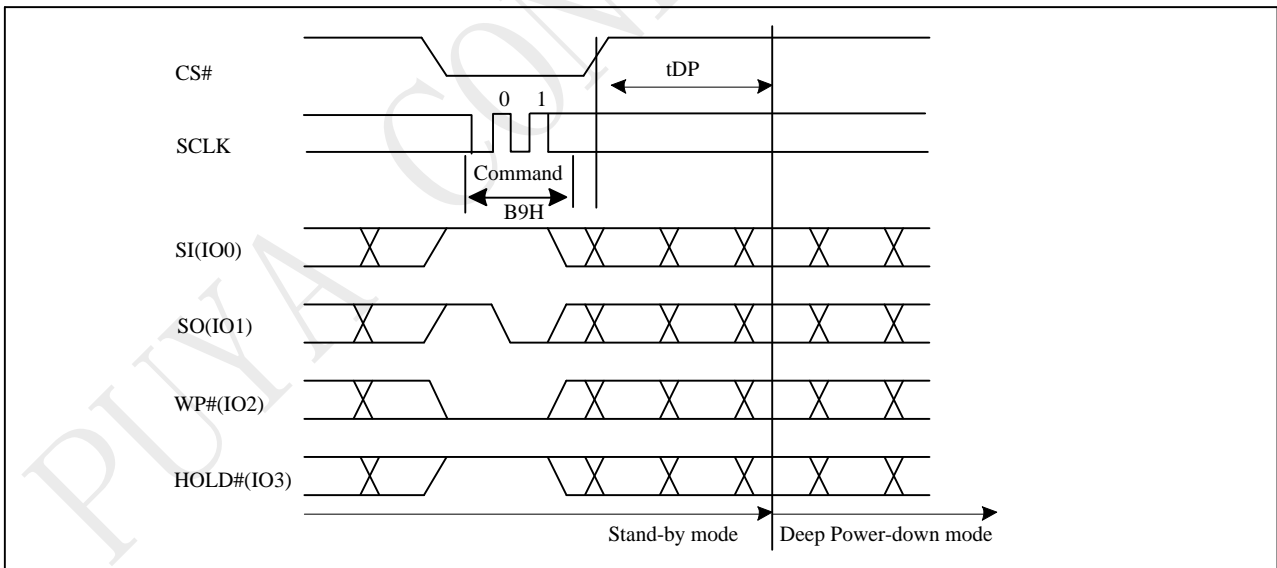 CS#
tDP
0 1
SCLK
Command
B9H
SI(IO0)
SO(IO1)
WP#(IO2)
HOLD#(IO3)
Stand-by mode
Deep Power-down mode
PUYA